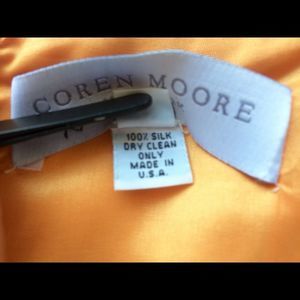 COREN MOORE
100% SILK
DRY CLEAN
ONLY
MADE IN
U.S.A.